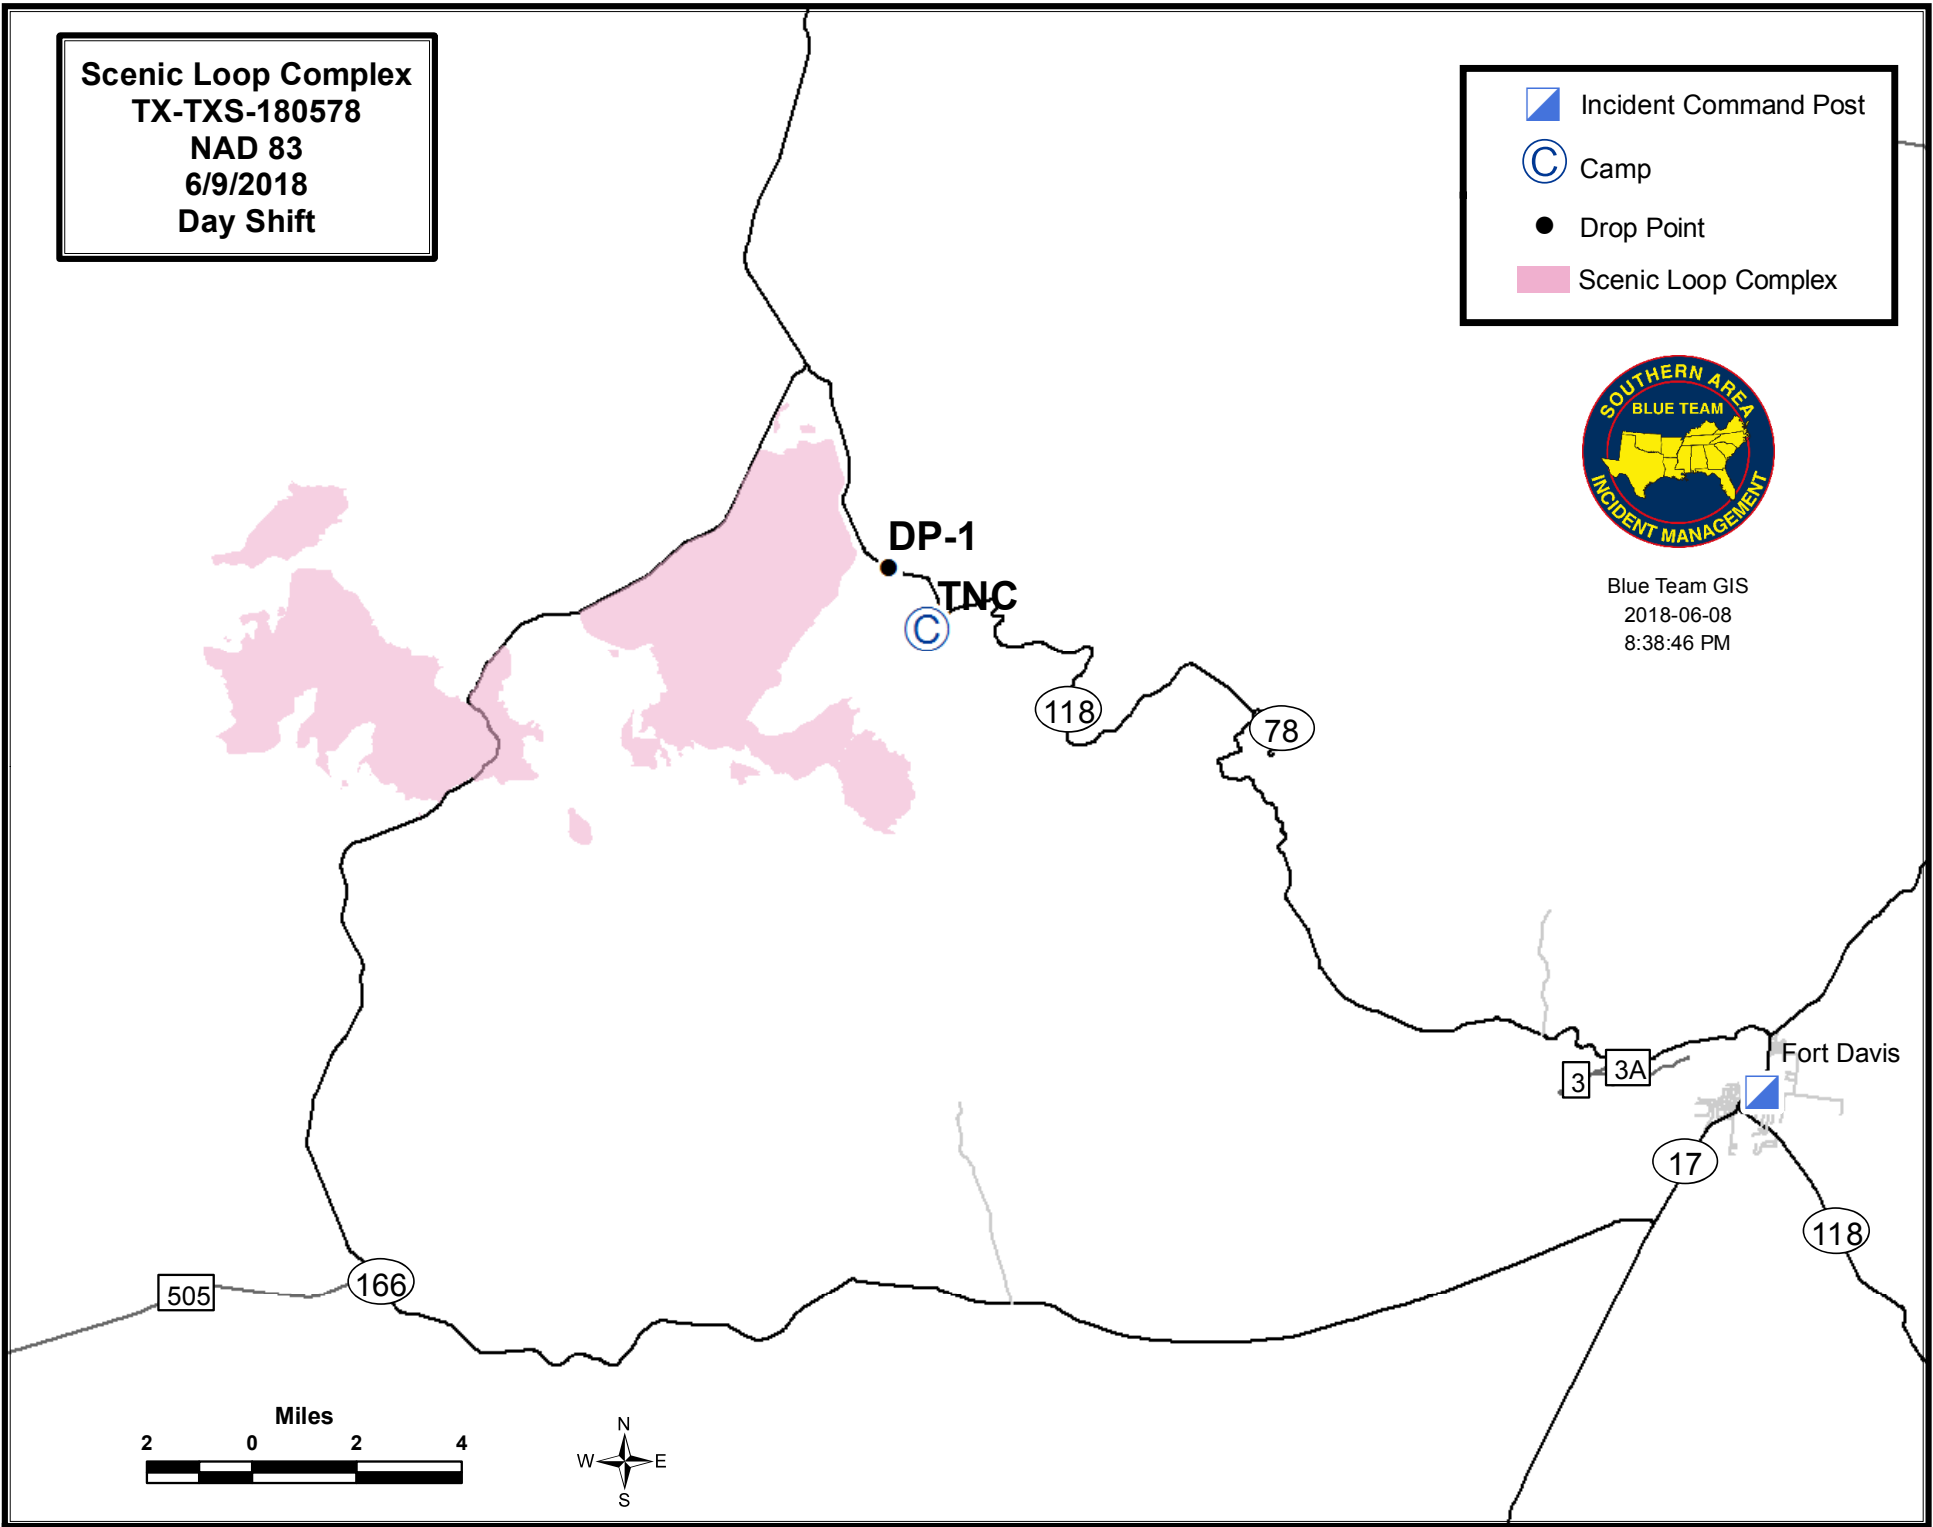 Scenic Loop Complex
TX-TXS-180578
NAD 83
6/9/2018
Day Shift
Incident Command Post
C Camp
Drop Point
Scenic Loop Complex
SOUTHERN AREA
BLUE TEAM
INCIDENT MANAGEMENT
Blue Team GIS
2018-06-08
8:38:46 PM
DP-1
TNC
C
118
78
Fort Davis
3
3A
17
118
166
505
Miles
2 0 2 4
N
W E
S